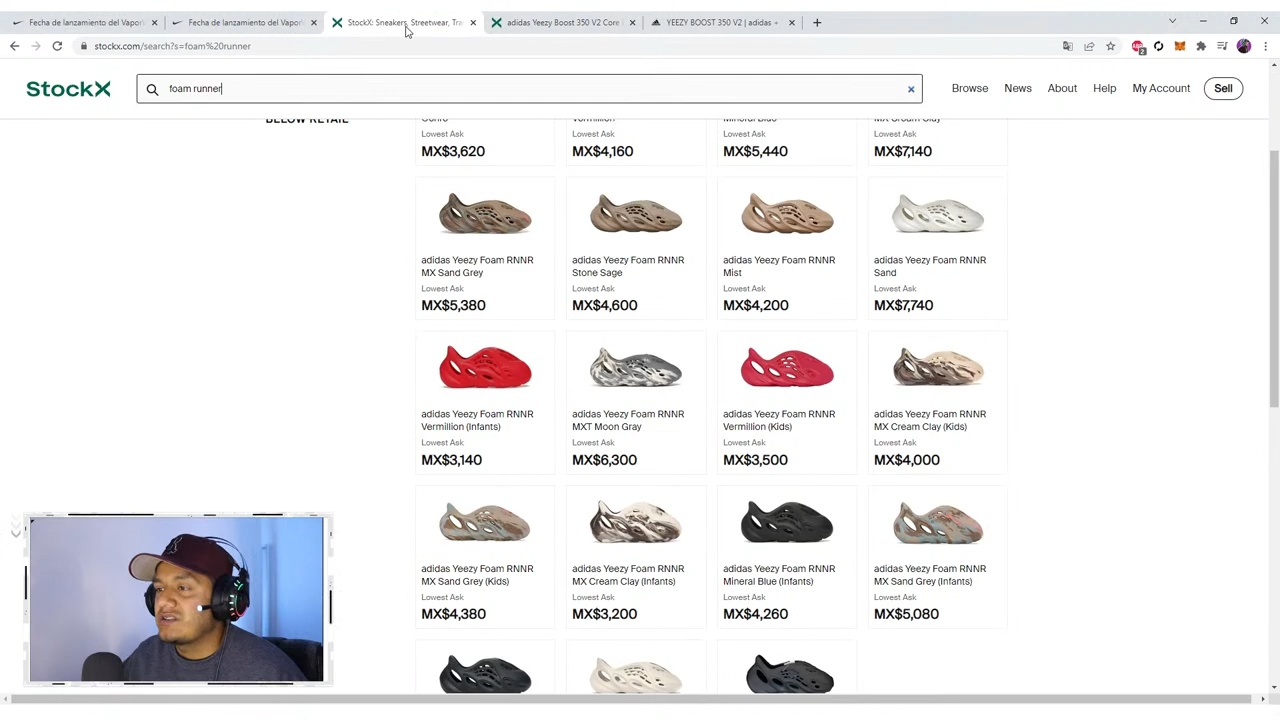 Fecha de lanzamiento del Vapor
Fecha de lanzamiento del Vapor
StockX: Sneakers, Streetwear, Tra
adidas Yeezy Boost 350 V2 Core
YEEZY BOOST 350 V2 | adidas
stockx.com/search?s=foam%20runner
StockX
foam runner
Browse
News
About
Help
My Account
Sell
BELOW RETAIL
Ochre
Vermillion
Mineral Blue
MX Cream Clay
Lowest Ask
Lowest Ask
Lowest Ask
Lowest Ask
MX$3,620
MX$4,160
MX$5,440
MX$7,140
adidas Yeezy Foam RNNR
MX Sand Grey
Lowest Ask
MX$5,380
adidas Yeezy Foam RNNR
Stone Sage
Lowest Ask
MX$4,600
adidas Yeezy Foam RNNR
Mist
Lowest Ask
MX$4,200
adidas Yeezy Foam RNNR
Sand
Lowest Ask
MX$7,740
adidas Yeezy Foam RNNR
Vermillion (Infants)
Lowest Ask
MX$3,140
adidas Yeezy Foam RNNR
MXT Moon Gray
Lowest Ask
MX$6,300
adidas Yeezy Foam RNNR
Vermillion (Kids)
Lowest Ask
MX$3,500
adidas Yeezy Foam RNNR
MX Cream Clay (Kids)
Lowest Ask
MX$4,000
adidas Yeezy Foam RNNR
MX Sand Grey (Kids)
Lowest Ask
MX$4,380
adidas Yeezy Foam RNNR
MX Cream Clay (Infants)
Lowest Ask
MX$3,200
adidas Yeezy Foam RNNR
Mineral Blue (Infants)
Lowest Ask
MX$4,260
adidas Yeezy Foam RNNR
MX Sand Grey (Infants)
Lowest Ask
MX$5,080